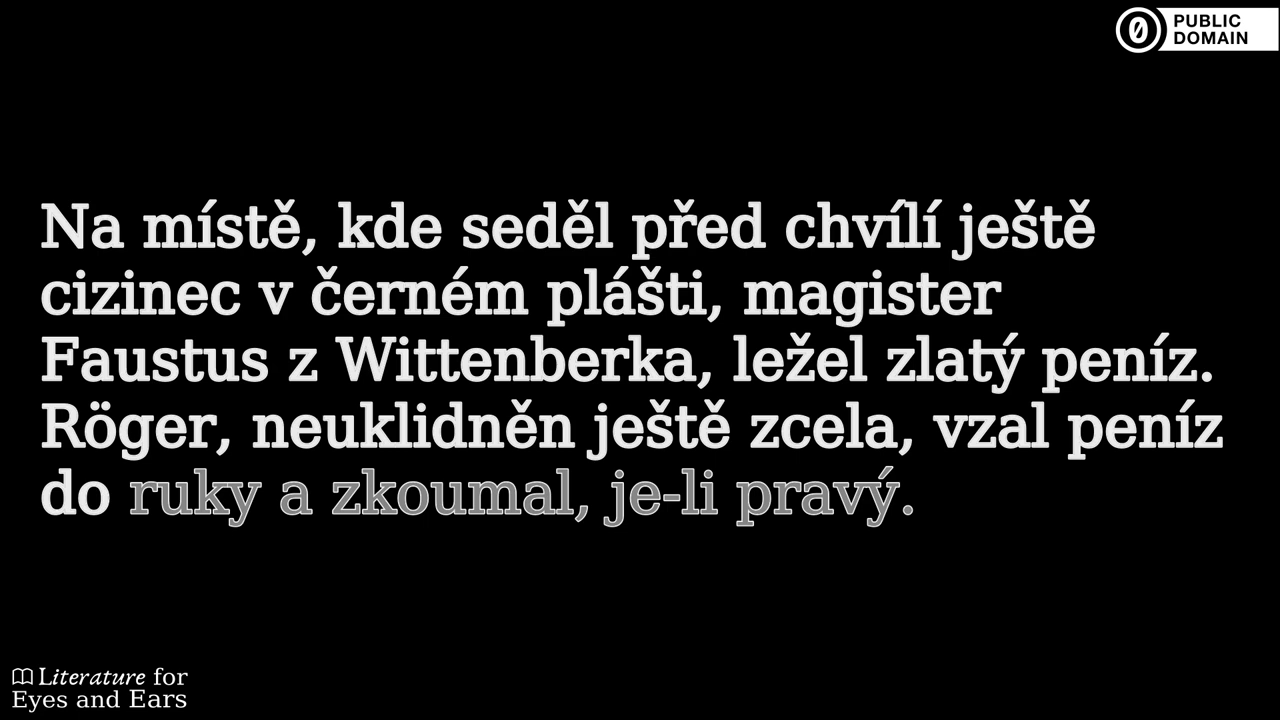 PUBLIC
DOMAIN
Na místě, kde seděl před chvílí ještě
cizinec v černém plášti, magister
Faustus z Wittenberka, ležel zlatý peníz.
Röger, neuklidněn ještě zcela, vzal peníz
do ruky a zkoumal, je-li pravý.
Literature for
Eyes and Ears